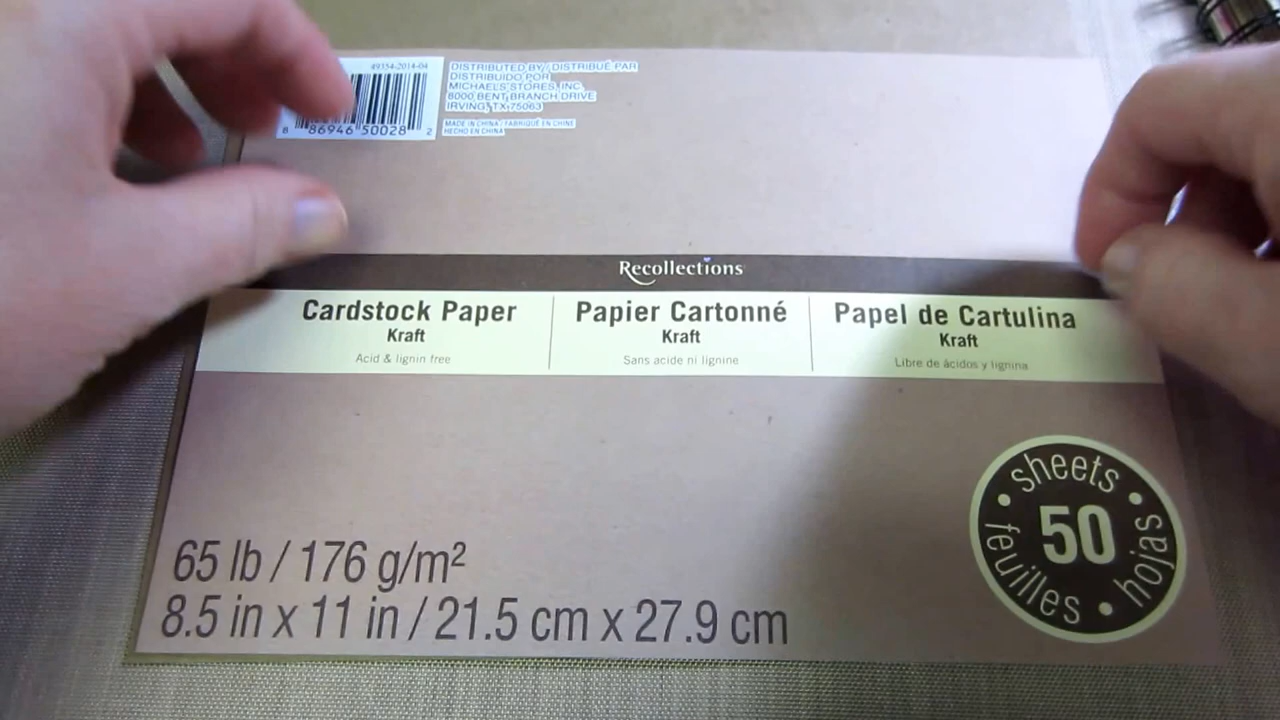 49354-2014-04
8 86946 50028 2
DISTRIBUTED BY / DISTRIBUÉ PAR
DISTRIBUIDO POR
MICHAELS STORES, INC.
8000 BENT BRANCH DRIVE
IRVING, TX 75063
MADE IN CHINA / FABRIQUÉ EN CHINE
HECHO EN CHINA
Recollections
Cardstock Paper
Kraft
Acid & lignin free
Papier Cartonné
Kraft
Sans acide ni lignine
Papel de Cartulina
Kraft
Libre de ácidos y lignina
65 lb / 176 g/m²
8.5 in x 11 in / 21.5 cm x 27.9 cm
sheets
50
feuilles • hojas